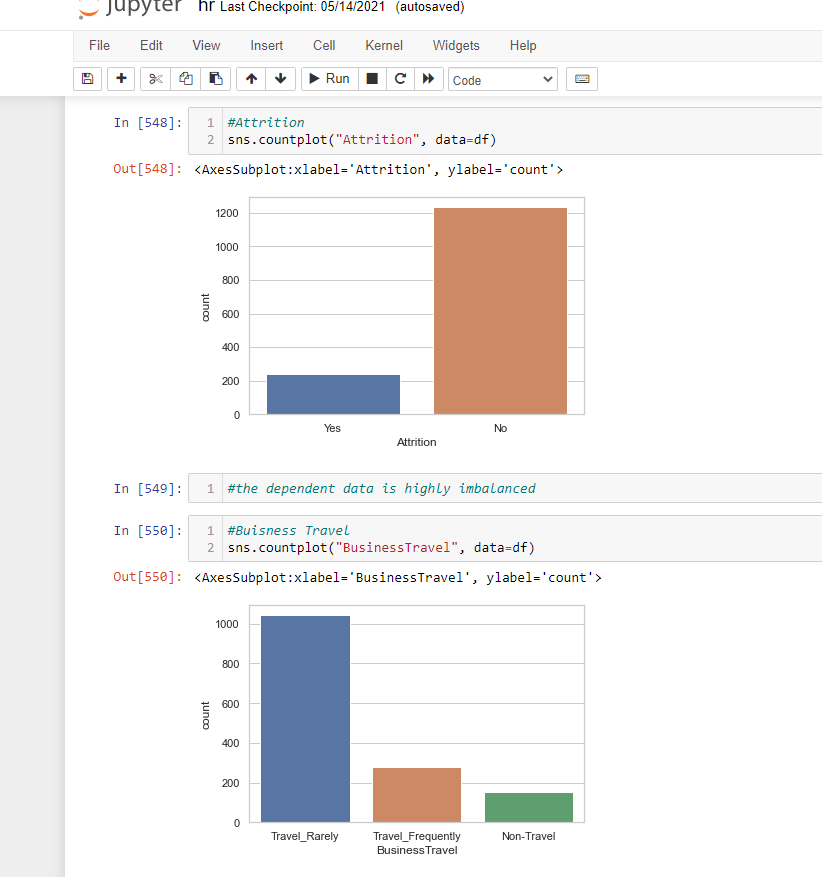 jupyter hr Last Checkpoint: 05/14/2021 (autosaved)
File Edit View Insert Cell Kernel Widgets Help
Run Code
In [548]: 1 #Attrition
2 sns.countplot("Attrition", data=df)
Out[548]: <AxesSubplot:xlabel='Attrition', ylabel='count'>
1200
1000
800
600
400
200
0
count
Yes No
Attrition
In [549]: 1 #the dependent data is highly imbalanced
In [550]: 1 #Buisness Travel
2 sns.countplot("BusinessTravel", data=df)
Out[550]: <AxesSubplot:xlabel='BusinessTravel', ylabel='count'>
1000
800
600
400
200
0
count
Travel_Rarely Travel_Frequently Non-Travel
BusinessTravel